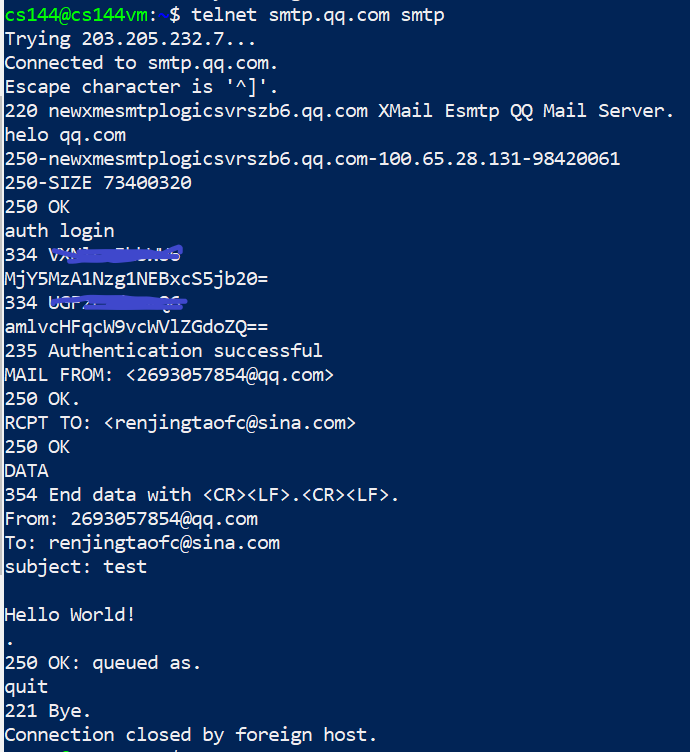 cs144@cs144vm:~$ telnet smtp.qq.com smtp
Trying 203.205.232.7...
Connected to smtp.qq.com.
Escape character is '^]'.
220 newxmesmtplogicsvrszb6.qq.com XMail Esmtp QQ Mail Server.
helo qq.com
250-newxmesmtplogicsvrszb6.qq.com-100.65.28.131-98420061
250-SIZE 73400320
250 OK
auth login
334
MjY5MzA1Nzg1NEBxcS5jb20=
334
amlvcHFqcW9vcWVlZGdoZQ==
235 Authentication successful
MAIL FROM: <2693057854@qq.com>
250 OK.
RCPT TO: <renjingtaofc@sina.com>
250 OK
DATA
354 End data with <CR><LF>.<CR><LF>.
From: 2693057854@qq.com
To: renjingtaofc@sina.com
subject: test

Hello World!
.
250 OK: queued as.
quit
221 Bye.
Connection closed by foreign host.